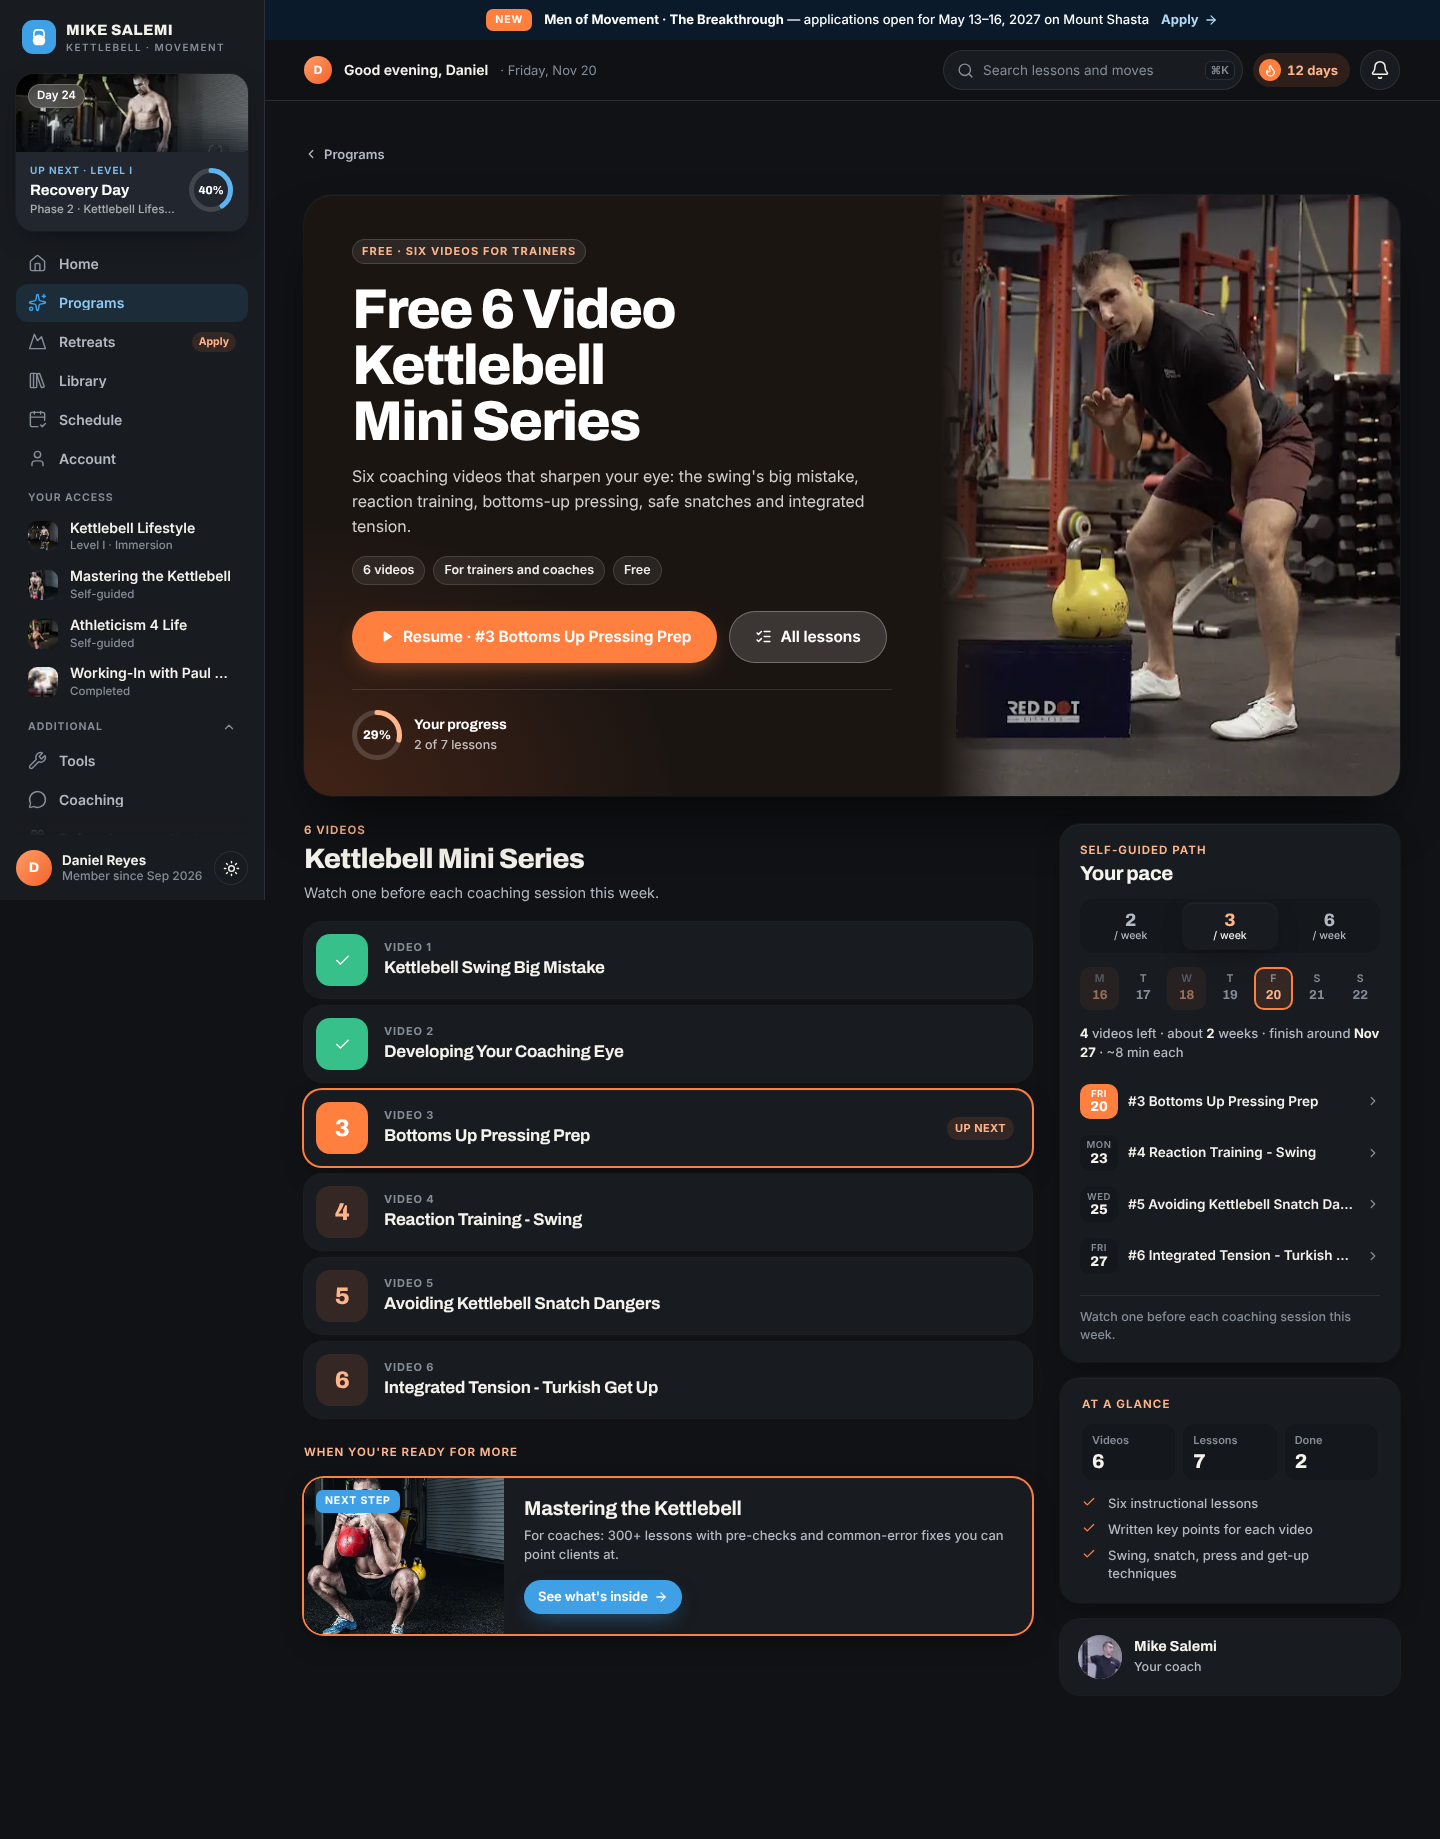 MIKE SALEMI
KETTLEBELL · MOVEMENT
Day 24
UP NEXT · LEVEL I
Recovery Day
Phase 2 · Kettlebell Lifes...
40%
Home
Programs
Retreats
Apply
Library
Schedule
Account
YOUR ACCESS
Kettlebell Lifestyle
Level I · Immersion
Mastering the Kettlebell
Self-guided
Athleticism 4 Life
Self-guided
Working-In with Paul ...
Completed
ADDITIONAL
Tools
Coaching
D
Daniel Reyes
Member since Sep 2026
NEW Men of Movement · The Breakthrough — applications open for May 13–16, 2027 on Mount Shasta Apply →
D Good evening, Daniel · Friday, Nov 20
Search lessons and moves ⌘K
12 days
Programs
FREE · SIX VIDEOS FOR TRAINERS
Free 6 Video
Kettlebell
Mini Series
Six coaching videos that sharpen your eye: the swing's big mistake,
reaction training, bottoms-up pressing, safe snatches and integrated
tension.
6 videos
For trainers and coaches
Free
Resume · #3 Bottoms Up Pressing Prep
All lessons
29%
Your progress
2 of 7 lessons
RED DOT
FITNESS
6 VIDEOS
Kettlebell Mini Series
Watch one before each coaching session this week.
VIDEO 1
Kettlebell Swing Big Mistake
VIDEO 2
Developing Your Coaching Eye
3
VIDEO 3
Bottoms Up Pressing Prep
UP NEXT
4
VIDEO 4
Reaction Training - Swing
5
VIDEO 5
Avoiding Kettlebell Snatch Dangers
6
VIDEO 6
Integrated Tension - Turkish Get Up
WHEN YOU'RE READY FOR MORE
NEXT STEP
Mastering the Kettlebell
For coaches: 300+ lessons with pre-checks and common-error fixes you can
point clients at.
See what's inside →
SELF-GUIDED PATH
Your pace
2 3 6
/ week / week / week
M T W T F S S
16 17 18 19 20 21 22
4 videos left · about 2 weeks · finish around Nov
27 · ~8 min each
FRI
20
#3 Bottoms Up Pressing Prep
MON
23
#4 Reaction Training - Swing
WED
25
#5 Avoiding Kettlebell Snatch Da...
FRI
27
#6 Integrated Tension - Turkish ...
Watch one before each coaching session this
week.
AT A GLANCE
Videos Lessons Done
6 7 2
Six instructional lessons
Written key points for each video
Swing, snatch, press and get-up
techniques
Mike Salemi
Your coach